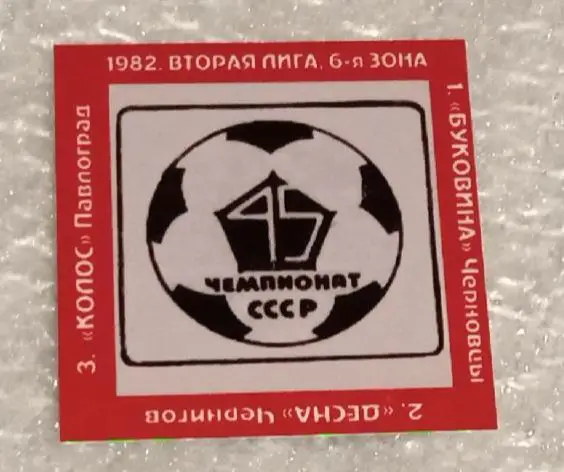 1982. ВТОРАЯ ЛИГА, 6-я ЗОНА
1. «БУКОВИНА» Черновцы
2. «ДЕСНА» Чернигов
3. «КОЛОС» Павлоград
45
ЧЕМПИОНАТ
СССР